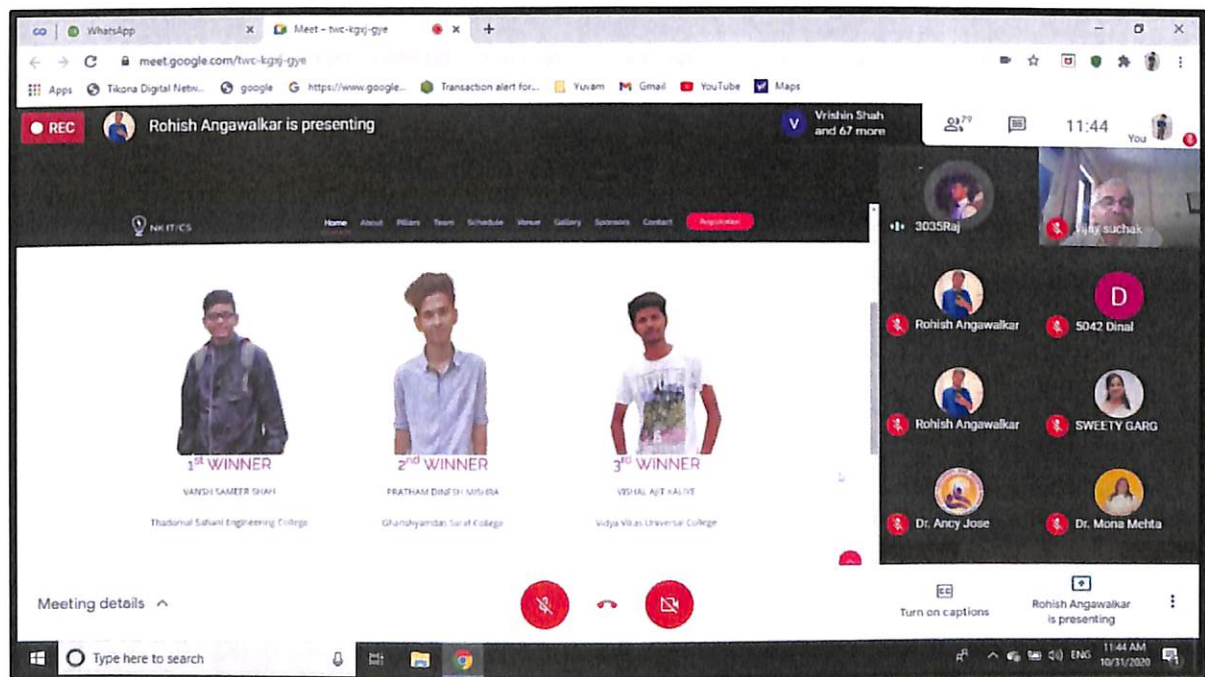 WhatsApp
Meet – twc-kgxj-gye
meet.google.com/twc-kgxj-gye
Apps Tikona Digital Netw... google https://www.google... Transaction alert for... Yuvam Gmail YouTube Maps
REC
Rohish Angawalkar is presenting
V
Vrishin Shah
and 67 more
79
11:44
You
NK IT/CS
Home About Pillars Team Schedule Venue Gallery Sponsors Contact Registration
3035Raj
Vijay suchak
Rohish Angawalkar
D
5042 Dinal
Rohish Angawalkar
SWEETY GARG
Dr. Ancy Jose
Dr. Mona Mehta
1st WINNER
2nd WINNER
3rd WINNER
VANSH SAMEER SHAH
PRATHAM DINESH MISHRA
VISHAL AJIT KALIYE
Thadomal Sahani Engineering College
Ghanshyamdas Saraf College
Vidya Vikas Universal College
Meeting details
CC
Turn on captions
Rohish Angawalkar
is presenting
Type here to search
ENG
11:44 AM
10/31/2020